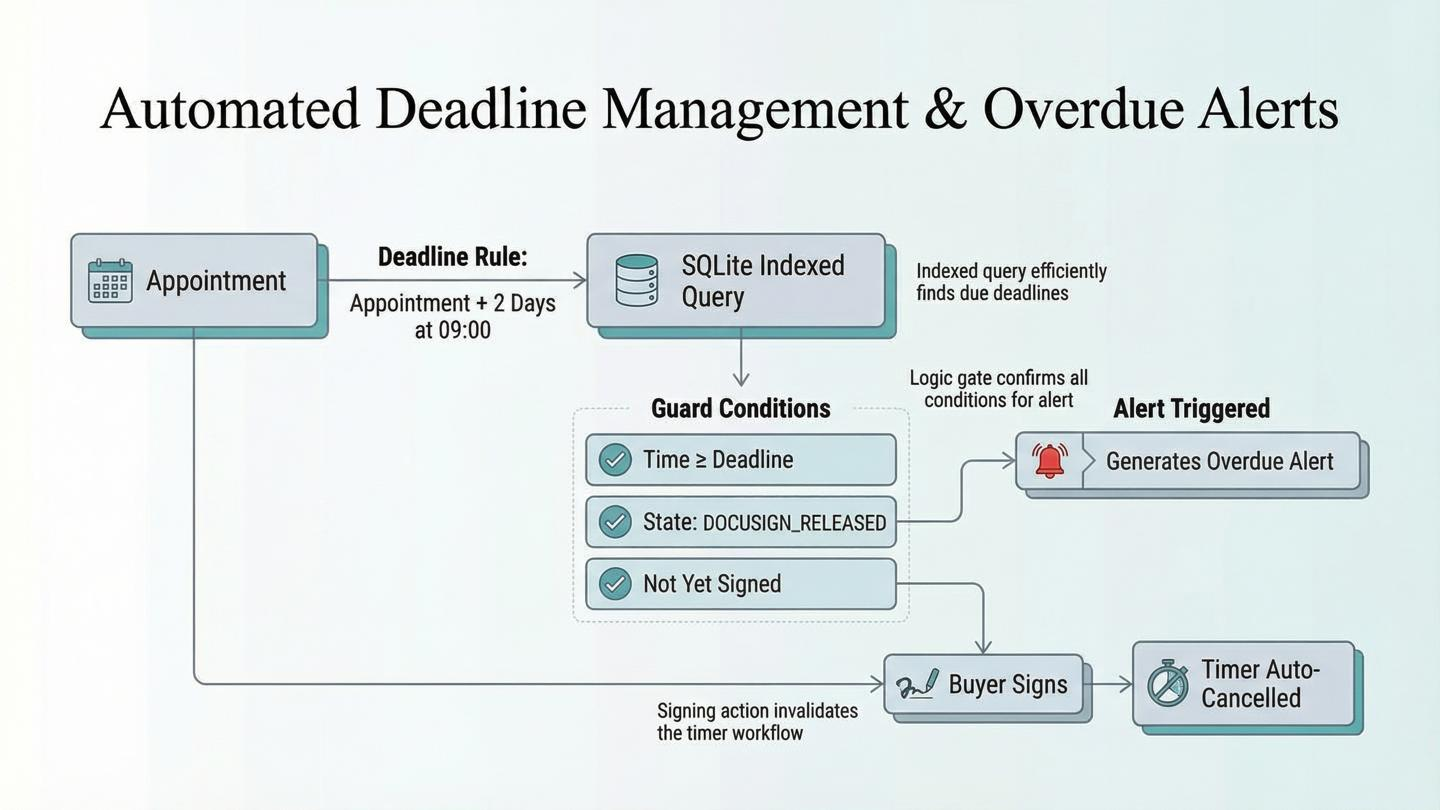 Automated Deadline Management & Overdue Alerts
Appointment
Deadline Rule:
Appointment + 2 Days
at 09:00
SQLite Indexed
Query
Indexed query efficiently
finds due deadlines
Guard Conditions
Time ≥ Deadline
State: DOCUSIGN_RELEASED
Not Yet Signed
Logic gate confirms all
conditions for alert
Alert Triggered
Generates Overdue Alert
Signing action invalidates
the timer workflow
Buyer Signs
Timer Auto-
Cancelled